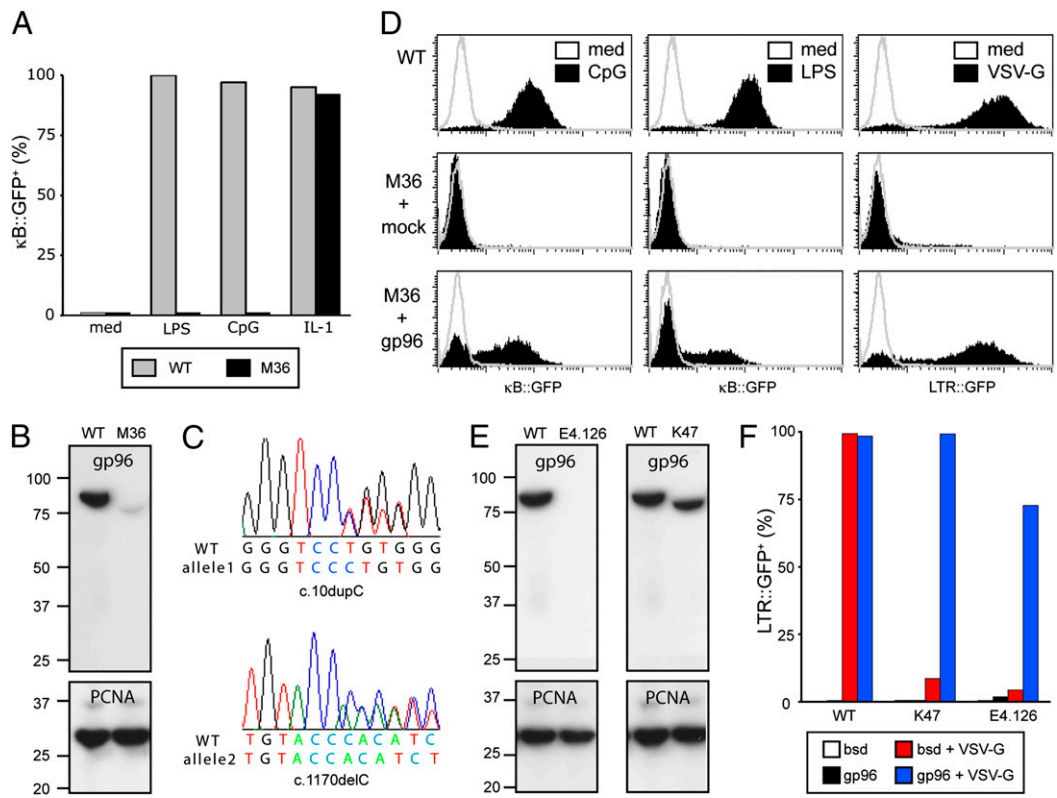 A
κB::GFP⁺ (%)
100
75
50
25
0
med LPS CpG IL-1
WT M36
D
WT
med
CpG
med
LPS
med
VSV-G
M36
+
mock
M36
+
gp96
κB::GFP κB::GFP LTR::GFP
B
WT M36
gp96
100
75
50
37
25
PCNA
37
25
20
C
WT G G G T C C T G T G G G
allele1 G G G T C C C T G T G G
c.10dupC
WT T G T A C C C A C A T C
allele2 T G T A C C A C A T C T
c.1170delC
E
WT E4.126
gp96
WT K47
gp96
100
75
50
37
25
PCNA
PCNA
37
25
20
F
LTR::GFP⁺ (%)
100
75
50
25
0
WT K47 E4.126
bsd bsd + VSV-G
gp96 gp96 + VSV-G